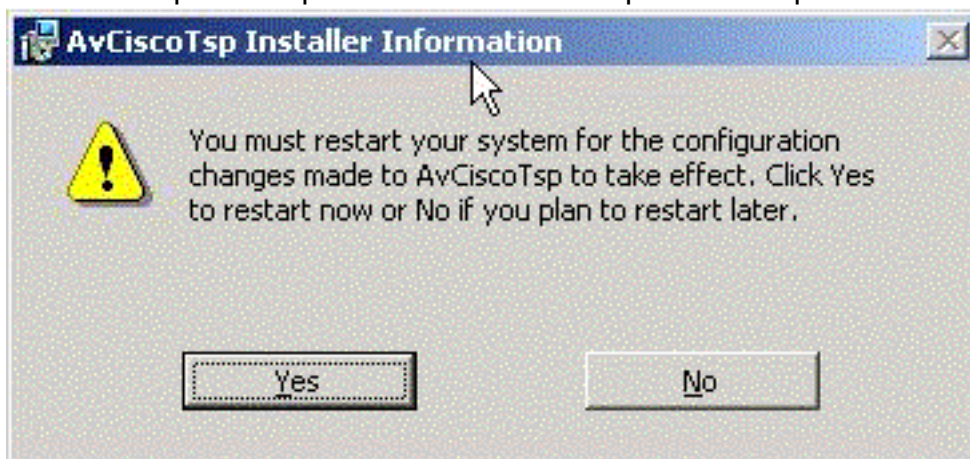 AvCiscoTsp Installer Information
You must restart your system for the configuration
changes made to AvCiscoTsp to take effect. Click Yes
to restart now or No if you plan to restart later.
Yes
No